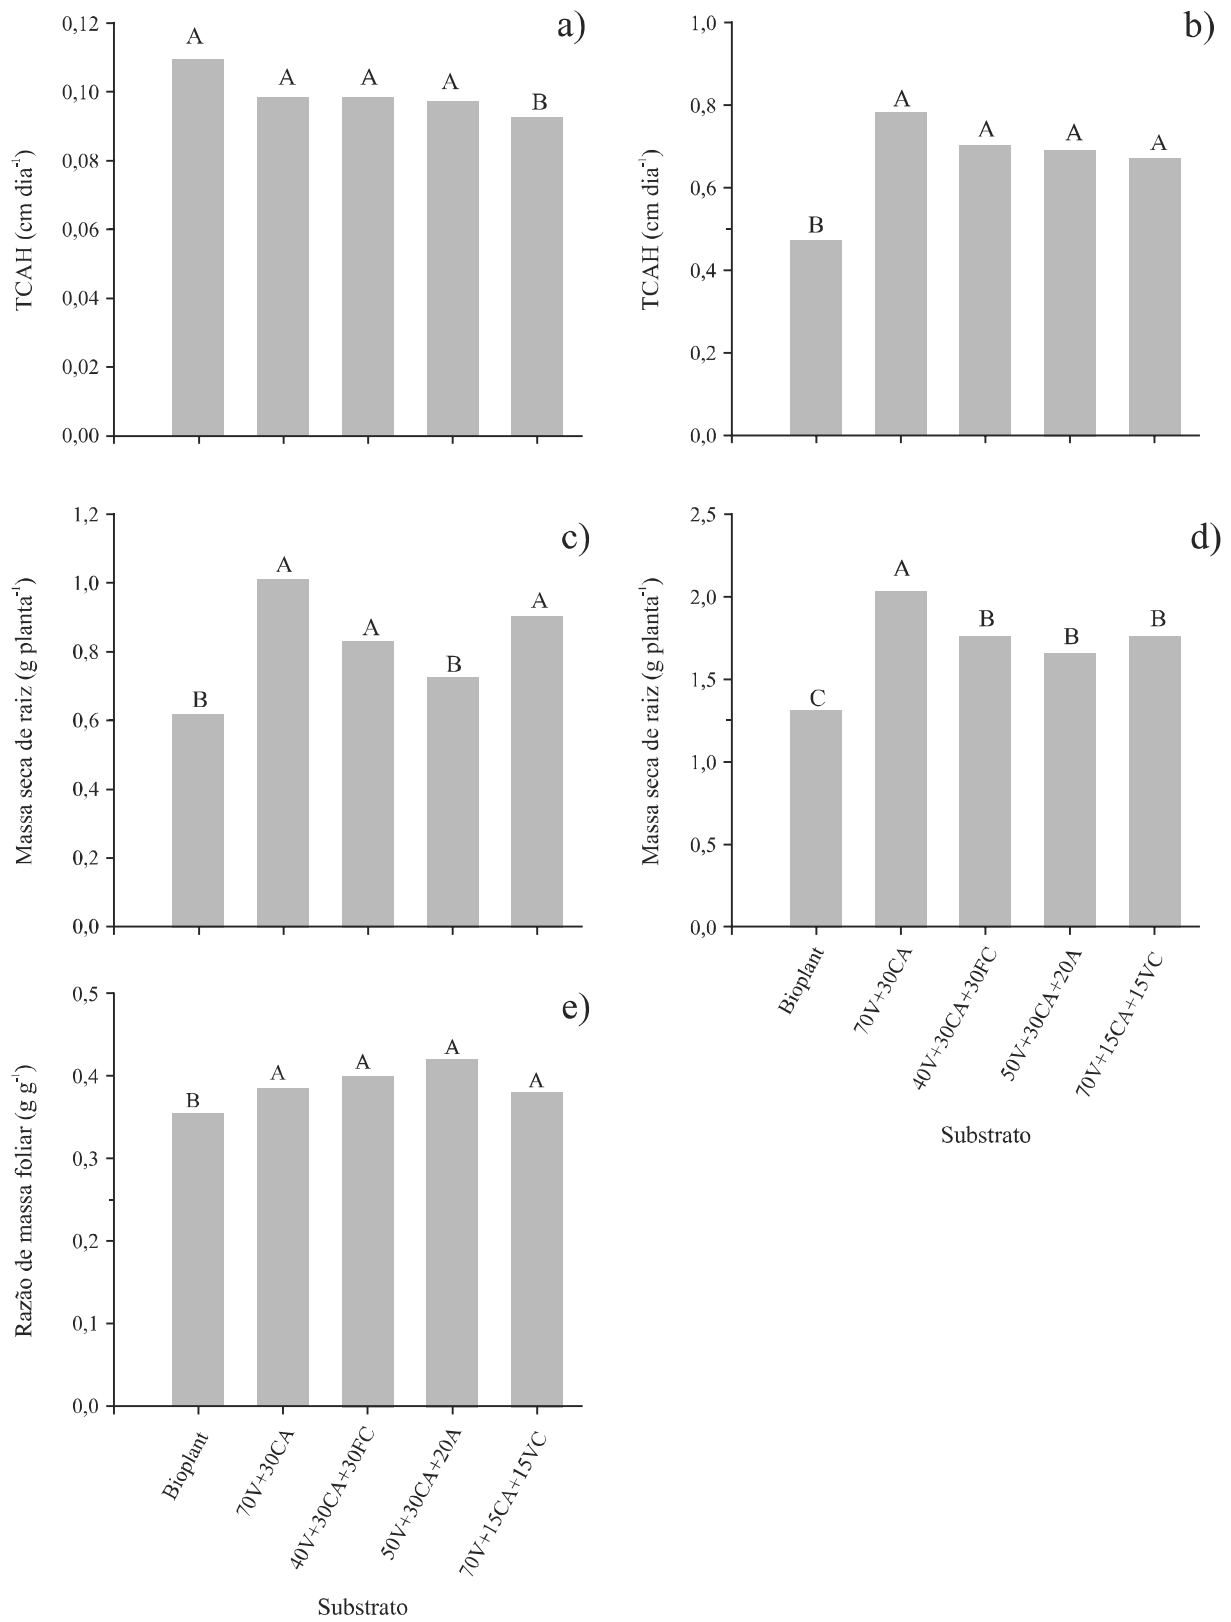 a)
TCAH (cm dia⁻¹)
0,12
0,10
0,08
0,06
0,04
0,02
0,00
A
A
A
A
B
b)
TCAH (cm dia⁻¹)
1,0
0,8
0,6
0,4
0,2
0,0
B
A
A
A
A
c)
Massa seca de raiz (g planta⁻¹)
1,2
1,0
0,8
0,6
0,4
0,2
0,0
B
A
A
B
A
d)
Massa seca de raiz (g planta⁻¹)
2,5
2,0
1,5
1,0
0,5
0,0
C
A
B
B
B
Bioplant
70V+30CA
40V+30CA+30FC
50V+30CA+20A
70V+15CA+15VC
Substrato
e)
Razão de massa foliar (g g⁻¹)
0,5
0,4
0,3
0,2
0,1
0,0
B
A
A
A
A
Bioplant
70V+30CA
40V+30CA+30FC
50V+30CA+20A
70V+15CA+15VC
Substrato